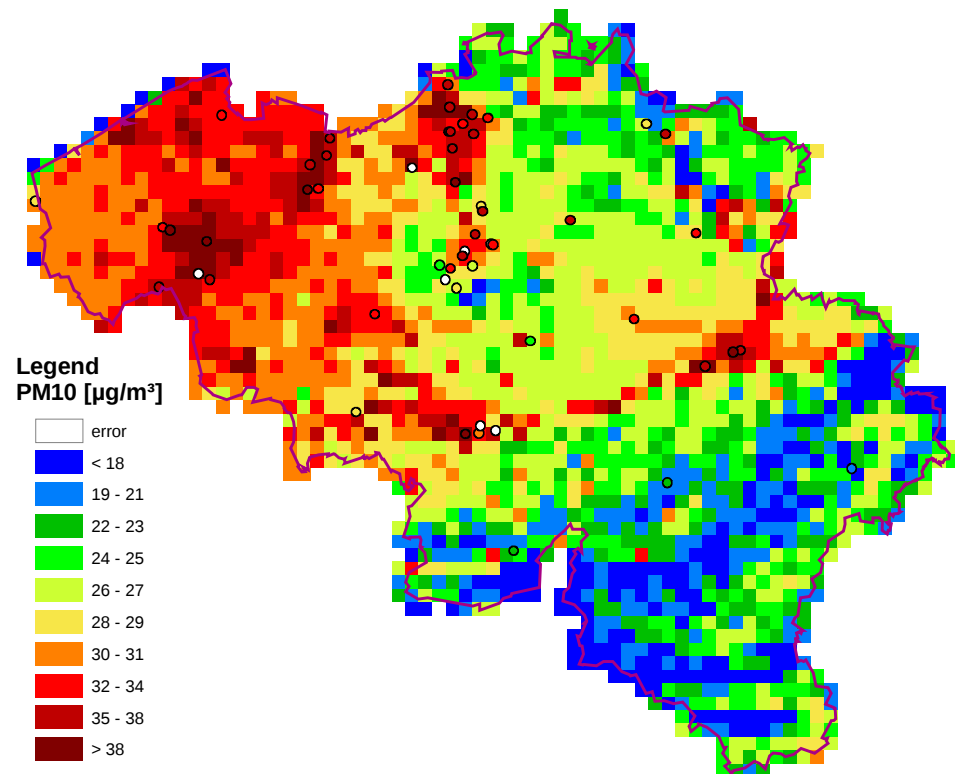 Legend
PM10 [µg/m³]
error
< 18
19 - 21
22 - 23
24 - 25
26 - 27
28 - 29
30 - 31
32 - 34
35 - 38
> 38